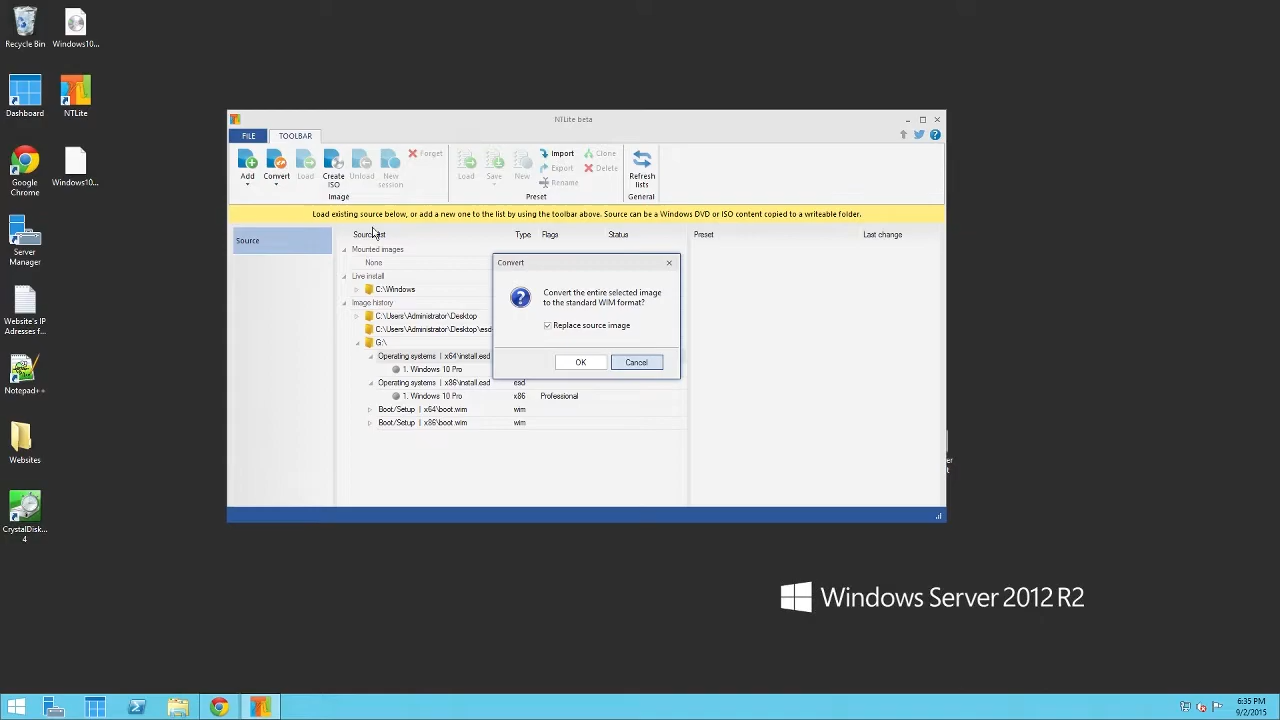 Recycle Bin
Windows10...
Dashboard
NTLite
Google
Chrome
Windows10...
Server
Manager
Website's IP
Adresses f...
Notepad++
Websites
CrystalDisk...
4
NTLite beta
FILE
TOOLBAR
Add
Convert
Load
Create
ISO
Unload
New
session
Forget
Image
Load
Save
New
Import
Export
Rename
Clone
Delete
Preset
Refresh
lists
General
Load existing source below, or add a new one to the list by using the toolbar above. Source can be a Windows DVD or ISO content copied to a writeable folder.
Source
Type
Flags
Status
Preset
Last change
Mounted images
None
Live install
C:\Windows
Image history
C:\Users\Administrator\Desktop
C:\Users\Administrator\Desktop\esd
G:\
Operating systems | x64\install.esd
1. Windows 10 Pro
Operating systems | x86\install.esd esd
1. Windows 10 Pro x86 Professional
Boot/Setup | x64\boot.wim wim
Boot/Setup | x86\boot.wim wim
Convert
Convert the entire selected image
to the standard WIM format?
Replace source image
OK
Cancel
Windows Server 2012 R2
6:35 PM
9/2/2015